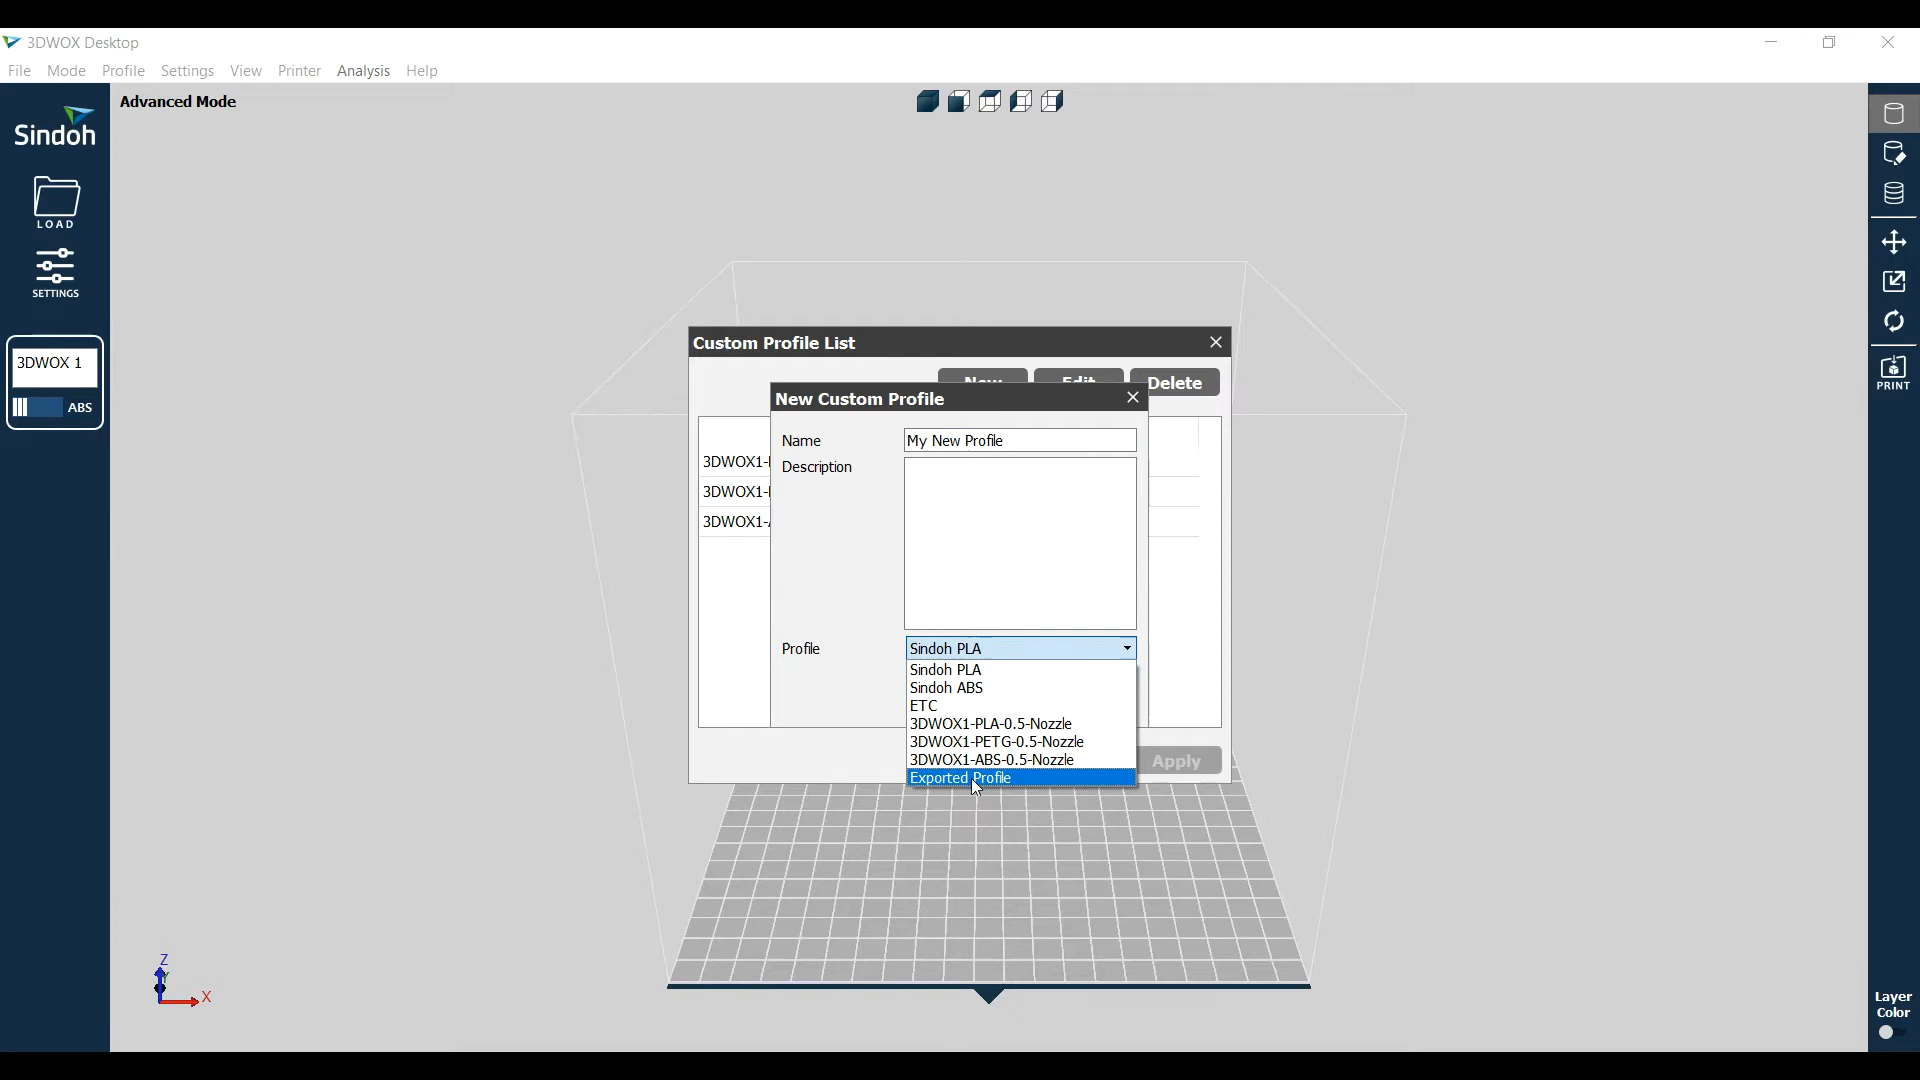 3DWOX Desktop
File Mode Profile Settings View Printer Analysis Help
Advanced Mode
Sindoh
LOAD
SETTINGS
3DWOX 1
ABS
PRINT
Custom Profile List
New Edit Delete
New Custom Profile
Name My New Profile
Description
3DWOX1-
3DWOX1-
3DWOX1-
Profile Sindoh PLA
Sindoh PLA
Sindoh ABS
ETC
3DWOX1-PLA-0.5-Nozzle
3DWOX1-PETG-0.5-Nozzle
3DWOX1-ABS-0.5-Nozzle
Exported Profile
Apply
Z
Y
X
Layer
Color